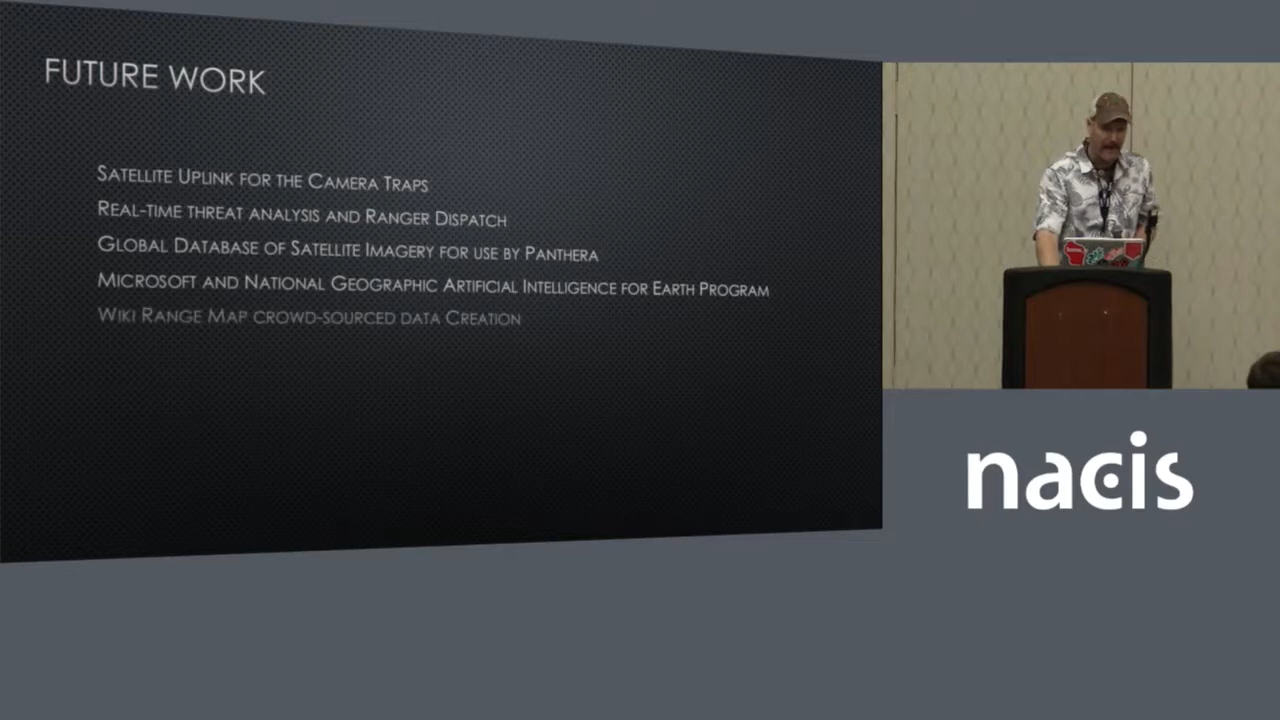 FUTURE WORK
SATELLITE UPLINK FOR THE CAMERA TRAPS
REAL-TIME THREAT ANALYSIS AND RANGER DISPATCH
GLOBAL DATABASE OF SATELLITE IMAGERY FOR USE BY PANTHERA
MICROSOFT AND NATIONAL GEOGRAPHIC ARTIFICIAL INTELLIGENCE FOR EARTH PROGRAM
WIKI RANGE MAP CROWD-SOURCED DATA CREATION
nacis